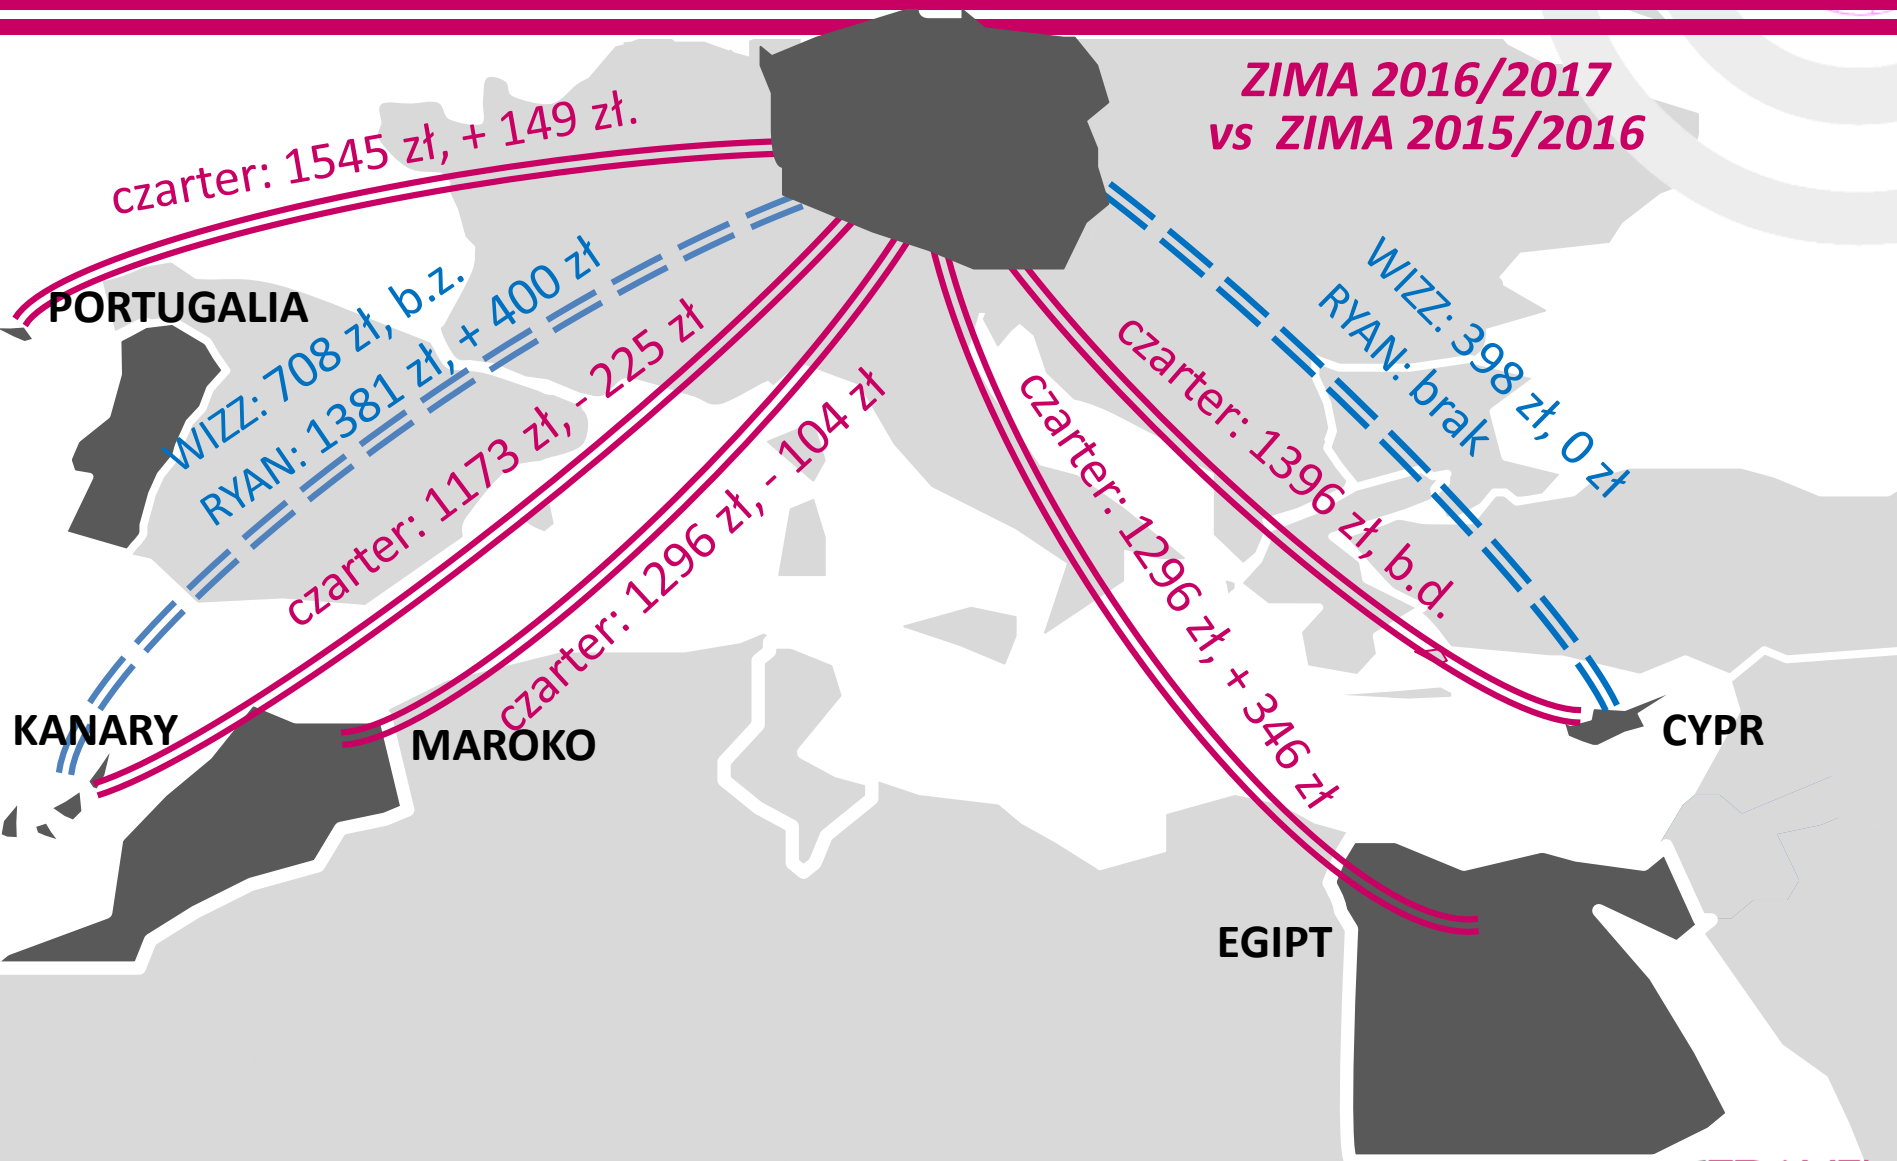 ZIMA 2016/2017
vs ZIMA 2015/2016
czarter: 1545 zł, + 149 zł.
PORTUGALIA
WIZZ: 708 zł, b.z.
RYAN: 1381 zł, + 400 zł
czarter: 1173 zł, - 225 zł
czarter: 1296 zł, - 104 zł
czarter: 1296 zł, + 346 zł
czarter: 1396 zł, b.d.
WIZZ: 398 zł, 0 zł
RYAN: brak
KANARY
MAROKO
CYPR
EGIPT